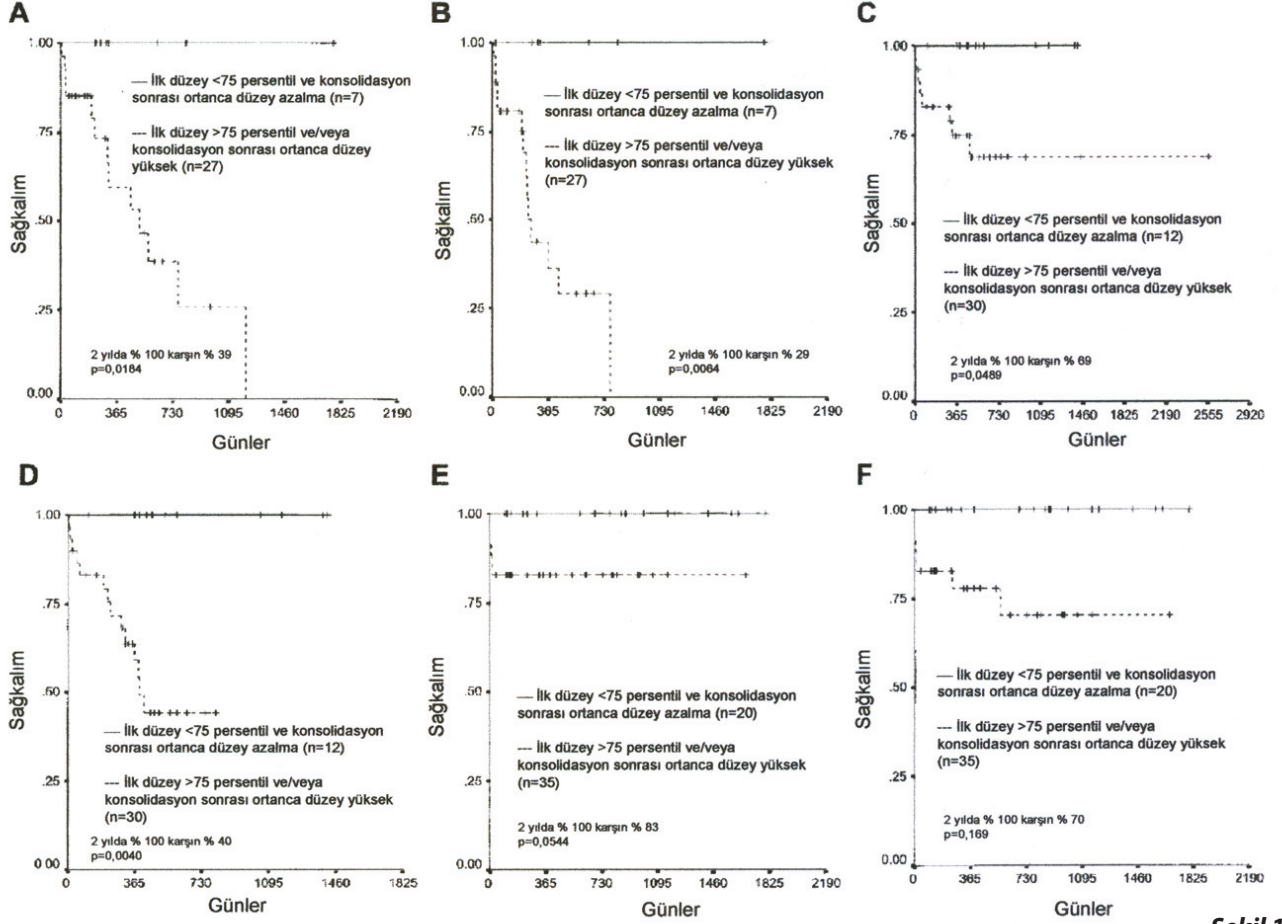 A
1.00
.75
.50
.25
0.00
Sağkalım
— İlk düzey <75 persentil ve konsolidasyon
sonrası ortanca düzey azalma (n=7)
--- İlk düzey >75 persentil ve/veya
konsolidasyon sonrası ortanca düzey
yüksek (n=27)
2 yılda % 100 karşın % 39
p=0,0184
0 365 730 1095 1460 1825 2190
Günler
B
1.00
.75
.50
.25
0.00
Sağkalım
— İlk düzey <75 persentil ve konsolidasyon
sonrası ortanca düzey azalma (n=7)
--- İlk düzey >75 persentil ve/veya
konsolidasyon sonrası ortanca düzey yüksek
(n=27)
2 yılda % 100 karşın % 29
p=0,0064
0 365 730 1095 1460 1825 2190
Günler
C
1.00
.75
.50
.25
0.00
Sağkalım
— İlk düzey <75 persentil ve konsolidasyon
sonrası ortanca düzey azalma (n=12)
--- İlk düzey >75 persentil ve/veya
konsolidasyon sonrası ortanca düzey yüksek
(n=30)
2 yılda % 100 karşın % 69
p=0,0489
0 365 730 1095 1460 1825 2190 2555 2920
Günler
D
1.00
.75
.50
.25
0.00
Sağkalım
— İlk düzey <75 persentil ve konsolidasyon
sonrası ortanca düzey azalma (n=12)
--- İlk düzey >75 persentil ve/veya
konsolidasyon sonrası ortanca düzey yüksek
(n=30)
2 yılda % 100 karşın % 40
p=0,0040
0 365 730 1095 1460 1825
Günler
E
1.00
.75
.50
.25
0.00
Sağkalım
— İlk düzey <75 persentil ve konsolidasyon
sonrası ortanca düzey azalma (n=20)
--- İlk düzey >75 persentil ve/veya
konsolidasyon sonrası ortanca düzey yüksek
(n=35)
2 yılda % 100 karşın % 83
p=0,0544
0 365 730 1095 1460 1825 2190
Günler
F
1.00
.75
.50
.25
0.00
Sağkalım
— İlk düzey <75 persentil ve konsolidasyon
sonrası ortanca düzey azalma (n=20)
--- İlk düzey >75 persentil ve/veya
konsolidasyon sonrası ortanca düzey yüksek
(n=35)
2 yılda % 100 karşın % 70
p=0,169
0 365 730 1095 1460 1825 2190
Günler